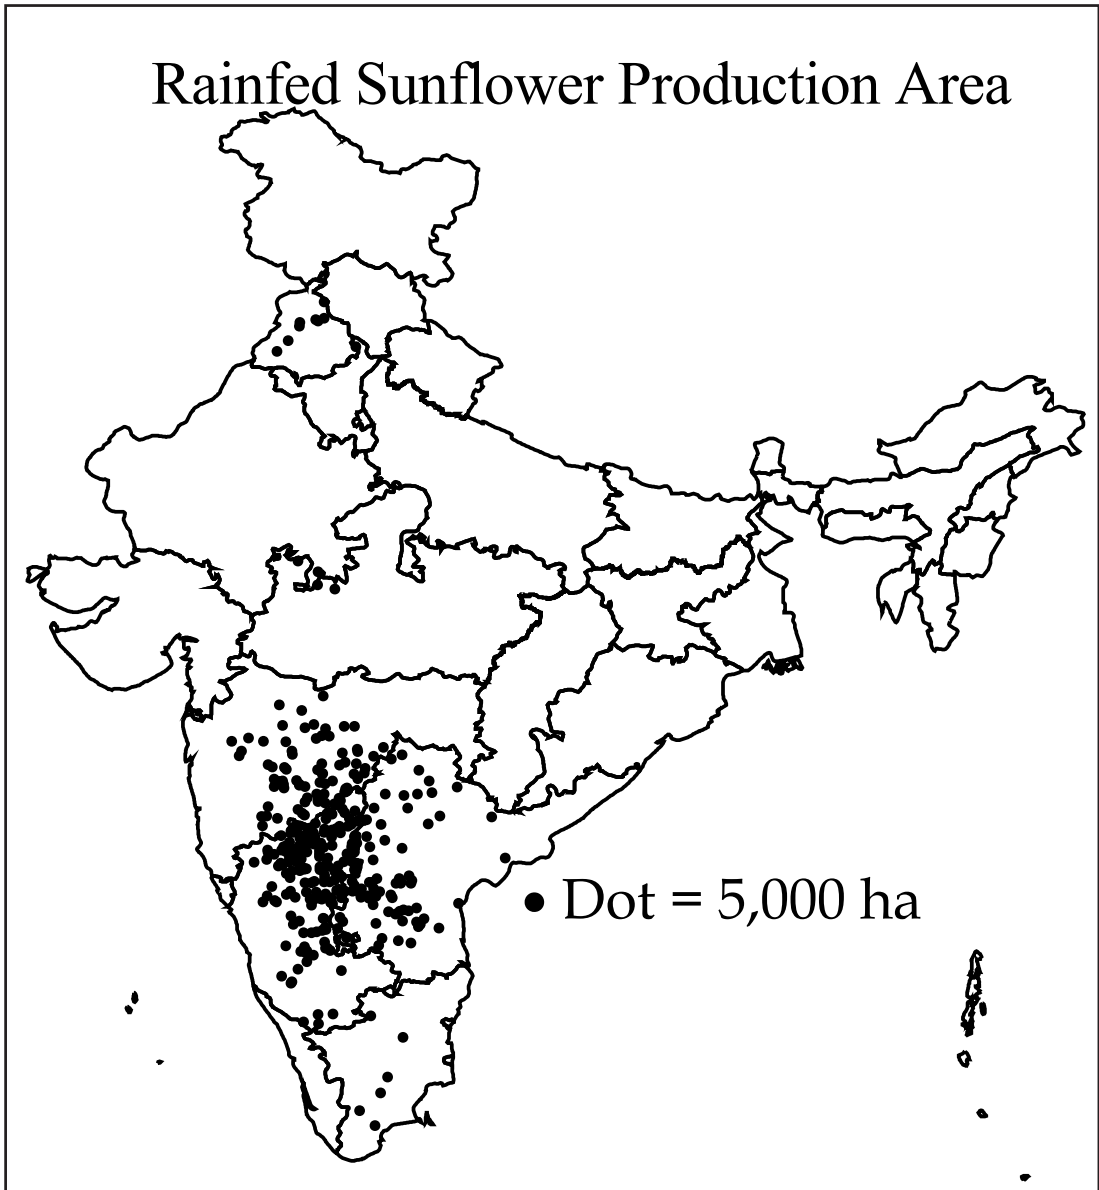 Rainfed Sunflower Production Area
Dot = 5,000 ha